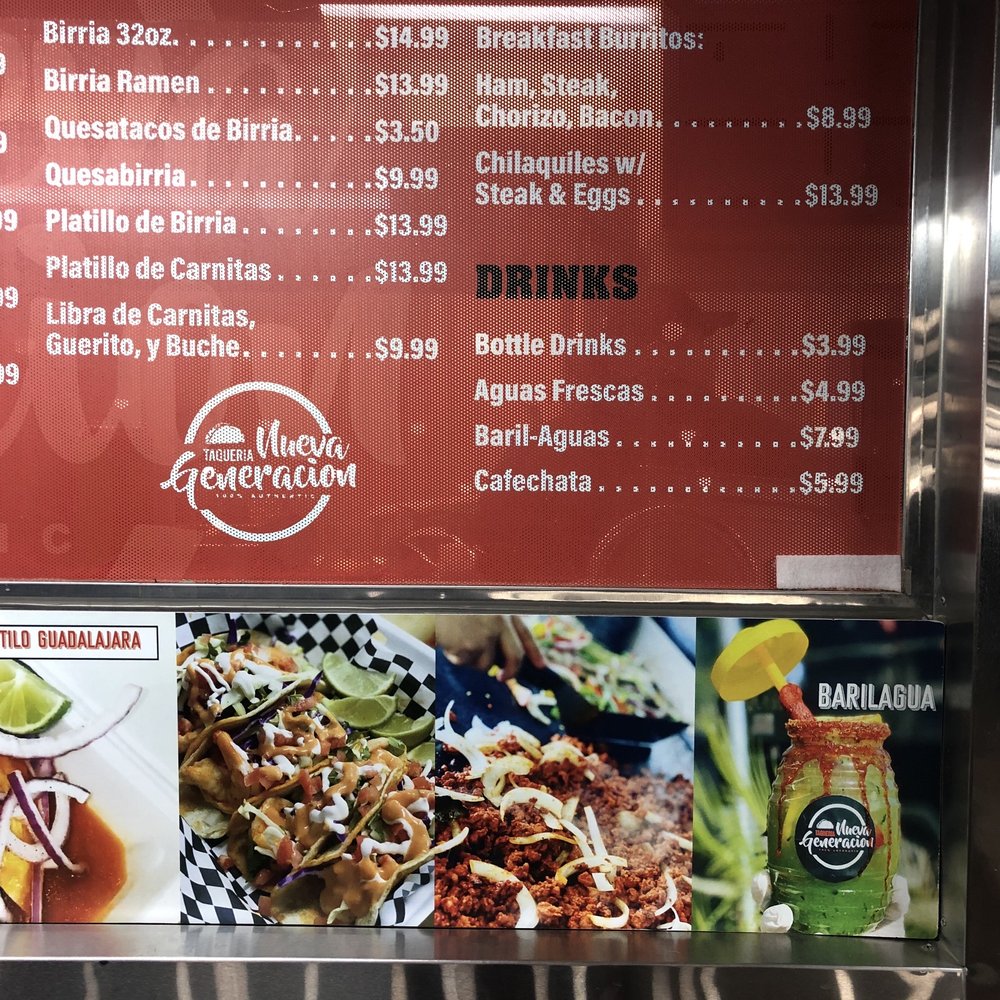 Birria 32oz. . . . . . . . . . . . . .$14.99
Birria Ramen . . . . . . . . . . . .$13.99
Quesatacos de Birria. . . . .$3.50
Quesabirria. . . . . . . . . . . .$9.99
Platillo de Birria . . . . . . . . .$13.99
Platillo de Carnitas . . . . . .$13.99
Libra de Carnitas,
Guerito, y Buche. . . . . . . .$9.99
TAQUERIA Nueva
Generacion
100% AUTHENTIC
Breakfast Burritos:
Ham, Steak,
Chorizo, Bacon. . . . . . . . .$8.99
Chilaquiles w/
Steak & Eggs . . . . . . . . . . .$13.99
DRINKS
Bottle Drinks . . . . . . . . . . .$3.99
Aguas Frescas . . . . . . . . . .$4.99
Baril-Aguas . . . . . . . . . . . .$7.99
Cafechata . . . . . . . . . . . . . .$5.99
TILO GUADALAJARA
BARILAGUA
TAQUERIA Nueva
Generacion